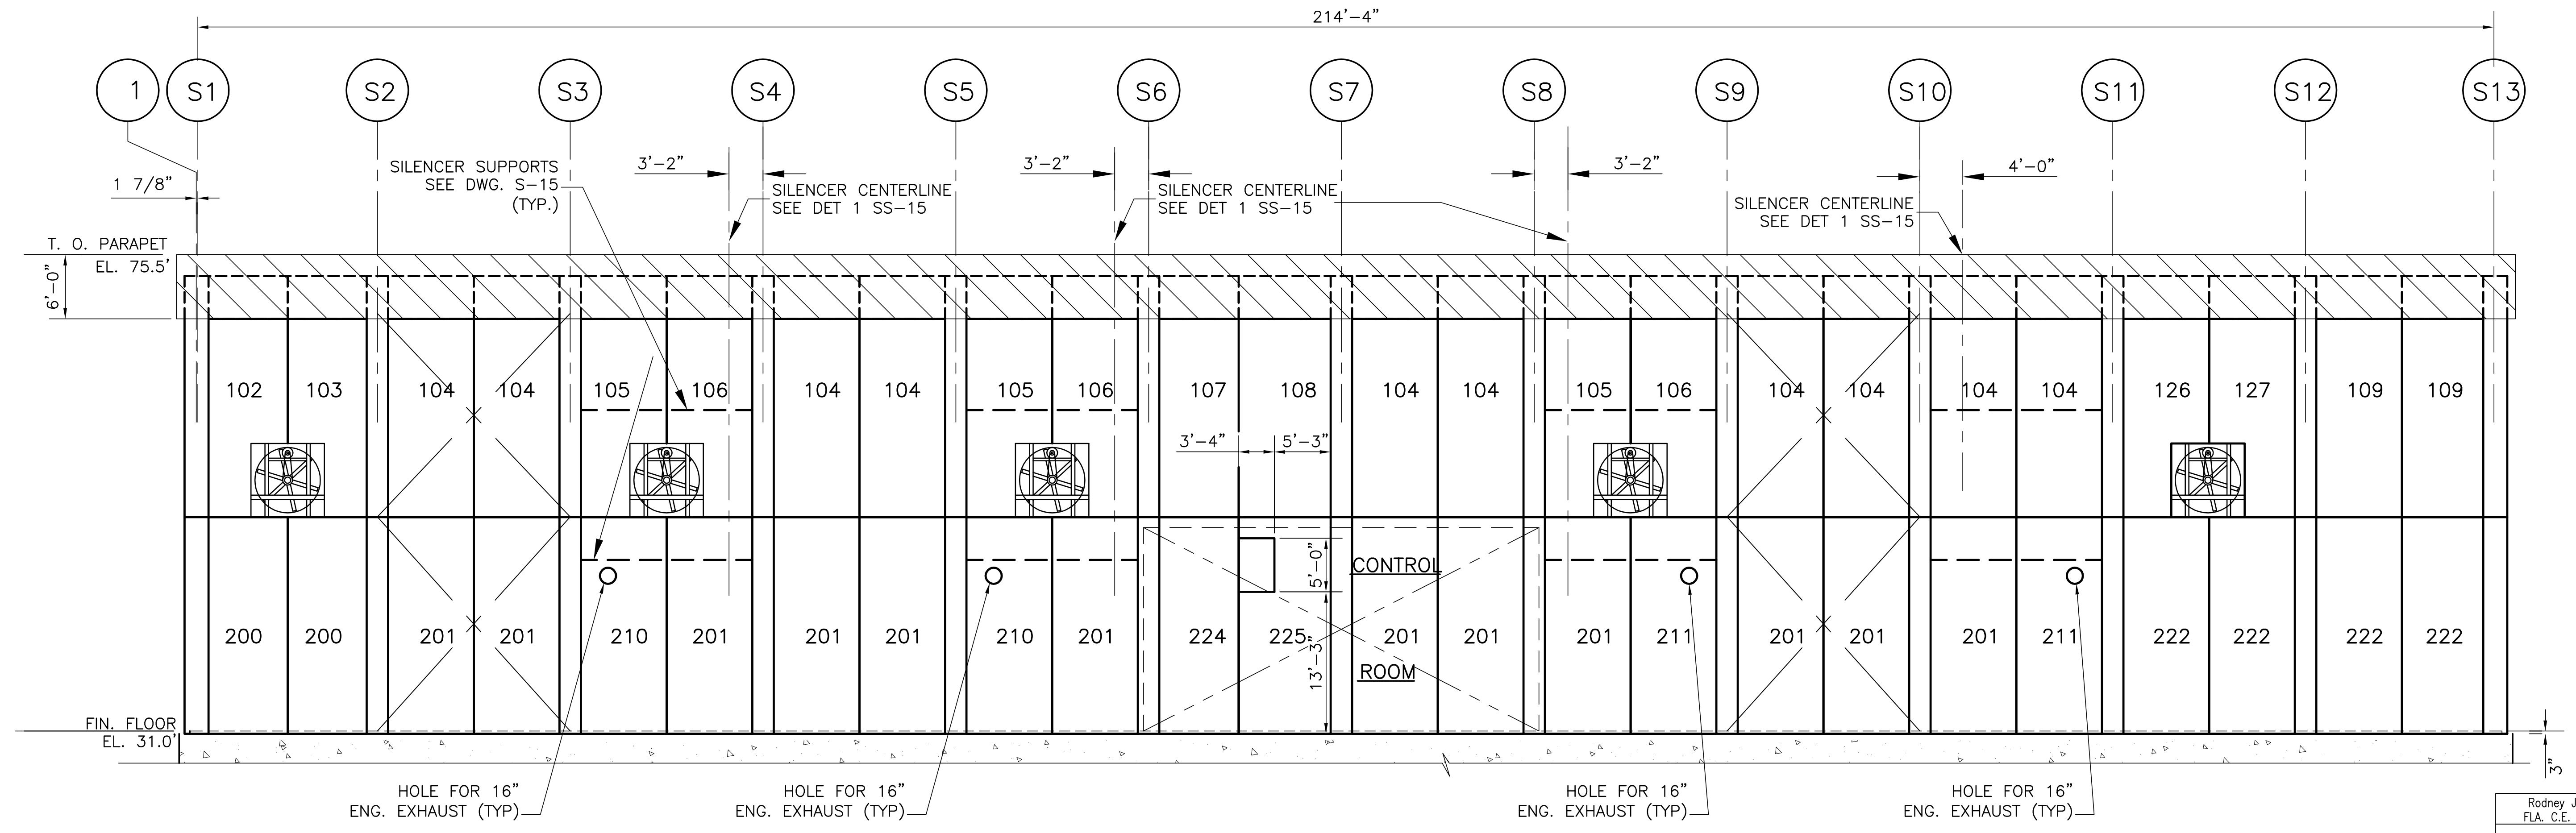 214'-4"
1 S1 S2 S3 S4 S5 S6 S7 S8 S9 S10 S11 S12 S13
1 7/8"
SILENCER SUPPORTS
SEE DWG. S-15
(TYP.)
3'-2"
SILENCER CENTERLINE
SEE DET 1 SS-15
3'-2"
SILENCER CENTERLINE
SEE DET 1 SS-15
3'-2"
SILENCER CENTERLINE
SEE DET 1 SS-15
4'-0"
T. O. PARAPET
EL. 75.5'
6'-0"
102 103 104 104 105 106 104 104 105 106 107 108 104 104 105 106 104 104 104 104 126 127 109 109
3'-4" 5'-3"
5'-0"
CONTROL
13'-3"
200 200 201 201 210 201 201 201 210 201 224 225 201 201 201 211 201 201 201 211 222 222 222 222
ROOM
FIN. FLOOR
EL. 31.0'
3"
HOLE FOR 16"
ENG. EXHAUST (TYP)
HOLE FOR 16"
ENG. EXHAUST (TYP)
HOLE FOR 16"
ENG. EXHAUST (TYP)
HOLE FOR 16"
ENG. EXHAUST (TYP)
Rodney J
FLA. C.E.